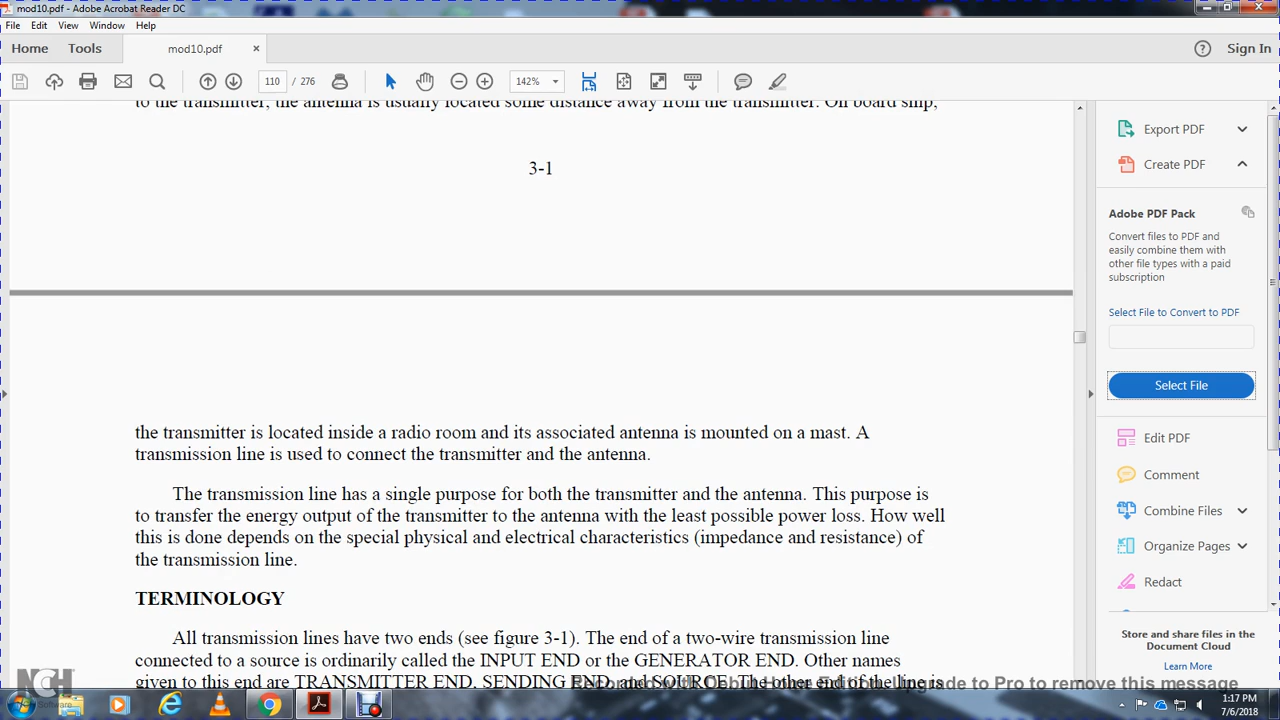 mod10.pdf - Adobe Acrobat Reader DC
File Edit View Window Help
Home Tools mod10.pdf × Sign In
110 / 276 142%
to the transmitter, the antenna is usually located some distance away from the transmitter. On board ship,
3-1
the transmitter is located inside a radio room and its associated antenna is mounted on a mast. A
transmission line is used to connect the transmitter and the antenna.
The transmission line has a single purpose for both the transmitter and the antenna. This purpose is
to transfer the energy output of the transmitter to the antenna with the least possible power loss. How well
this is done depends on the special physical and electrical characteristics (impedance and resistance) of
the transmission line.
TERMINOLOGY
All transmission lines have two ends (see figure 3-1). The end of a two-wire transmission line
connected to a source is ordinarily called the INPUT END or the GENERATOR END. Other names
given to this end are TRANSMITTER END, SENDING END, and SOURCE. The other end of the line is
Export PDF
Create PDF
Adobe PDF Pack
Convert files to PDF and
easily combine them with
other file types with a paid
subscription
Select File to Convert to PDF
Select File
Edit PDF
Comment
Combine Files
Organize Pages
Redact
Store and share files in the
Document Cloud
Learn More
to Pro to remove this message
NCH
Software
1:17 PM
7/6/2018